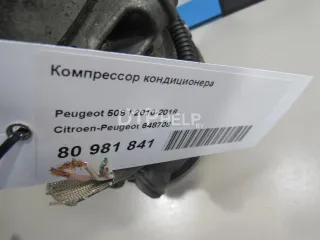 Компрессор кондиционера
Peugeot 508 I 2010-2018
Citroen-Peugeot
80 981 841